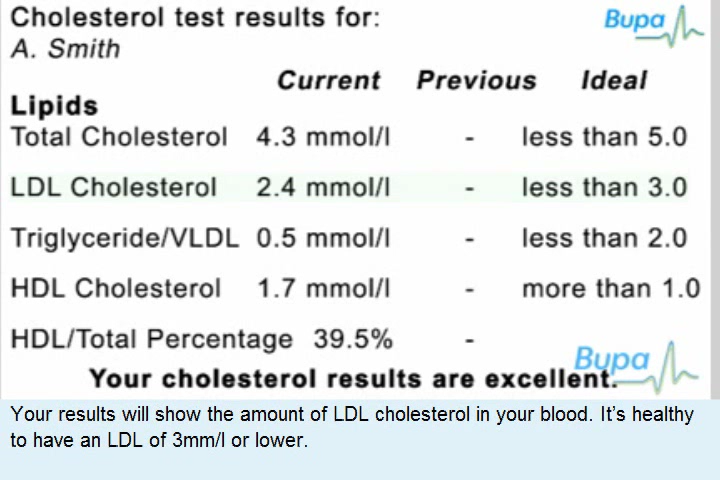 Cholesterol test results for: Bupa
A. Smith
Current Previous Ideal
Lipids
Total Cholesterol 4.3 mmol/l - less than 5.0
LDL Cholesterol 2.4 mmol/l - less than 3.0
Triglyceride/VLDL 0.5 mmol/l - less than 2.0
HDL Cholesterol 1.7 mmol/l - more than 1.0
HDL/Total Percentage 39.5% -
Bupa
Your cholesterol results are excellent.
Your results will show the amount of LDL cholesterol in your blood. It’s healthy
to have an LDL of 3mm/l or lower.